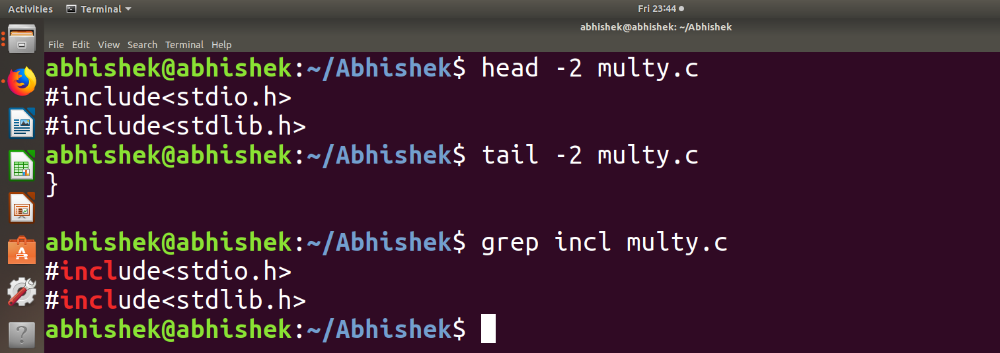 Activities Terminal Fri 23:44
abhishek@abhishek: ~/Abhishek
File Edit View Search Terminal Help
abhishek@abhishek:~/Abhishek$ head -2 multy.c
#include<stdio.h>
#include<stdlib.h>
abhishek@abhishek:~/Abhishek$ tail -2 multy.c
}
abhishek@abhishek:~/Abhishek$ grep incl multy.c
#include<stdio.h>
#include<stdlib.h>
abhishek@abhishek:~/Abhishek$